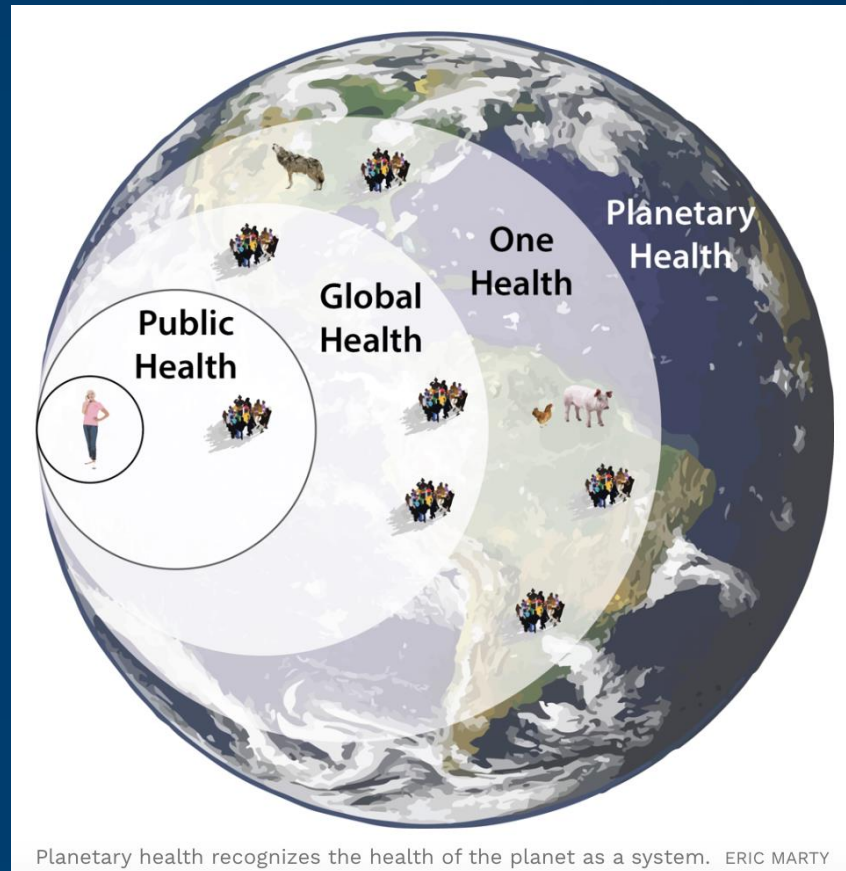 Public
Health
Global
Health
One
Health
Planetary
Health
Planetary health recognizes the health of the planet as a system. ERIC MARTY